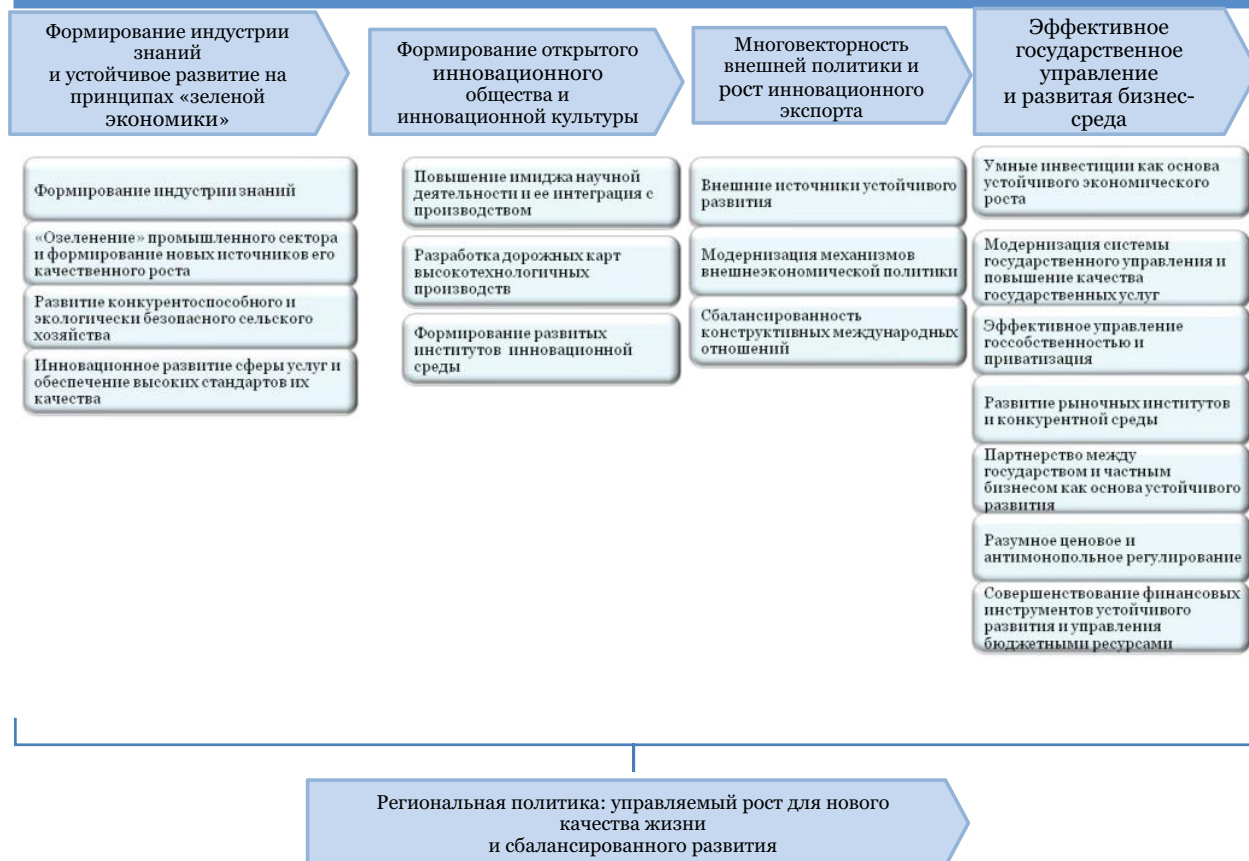 Формирование индустрии
знаний
и устойчивое развитие на
принципах «зеленой
экономики»
Формирование открытого
инновационного
общества и
инновационной культуры
Многовекторность
внешней политики и
рост инновационного
экспорта
Эффективное
государственное
управление
и развитая бизнес-
среда
Формирование индустрии знаний
«Озеленение» промышленного сектора
и формирование новых источников его
качественного роста
Развитие конкурентоспособного и
экологически безопасного сельского
хозяйства
Инновационное развитие сферы услуг и
обеспечение высоких стандартов их
качества
Повышение имиджа научной
деятельности и ее интеграция с
производством
Разработка дорожных карт
высокотехнологичных
производств
Формирование развитых
институтов инновационной
среды
Внешние источники устойчивого
развития
Модернизация механизмов
внешнеэкономической политики
Сбалансированность
конструктивных международных
отношений
Умные инвестиции как основа
устойчивого экономического
роста
Модернизация системы
государственного управления и
повышение качества
государственных услуг
Эффективное управление
госсобственностью и
приватизация
Развитие рыночных институтов
и конкурентной среды
Партнерство между
государством и частным
бизнесом как основа устойчивого
развития
Разумное ценовое и
антимонопольное регулирование
Совершенствование финансовых
инструментов устойчивого
развития и управления
бюджетными ресурсами
Региональная политика: управляемый рост для нового
качества жизни
и сбалансированного развития